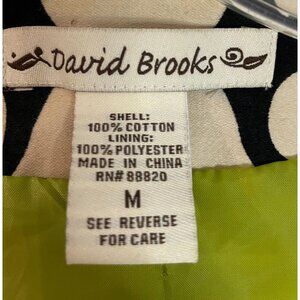 David Brooks
SHELL:
100% COTTON
LINING:
100% POLYESTER
MADE IN CHINA
RN# 88820
M
SEE REVERSE
FOR CARE